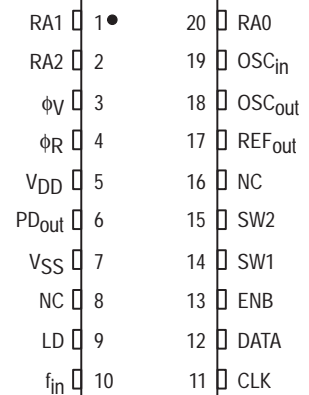 RA1 1 20 RA0
RA2 2 19 OSCin
ϕV 3 18 OSCout
ϕR 4 17 REFout
VDD 5 16 NC
PDout 6 15 SW2
VSS 7 14 SW1
NC 8 13 ENB
LD 9 12 DATA
fin 10 11 CLK